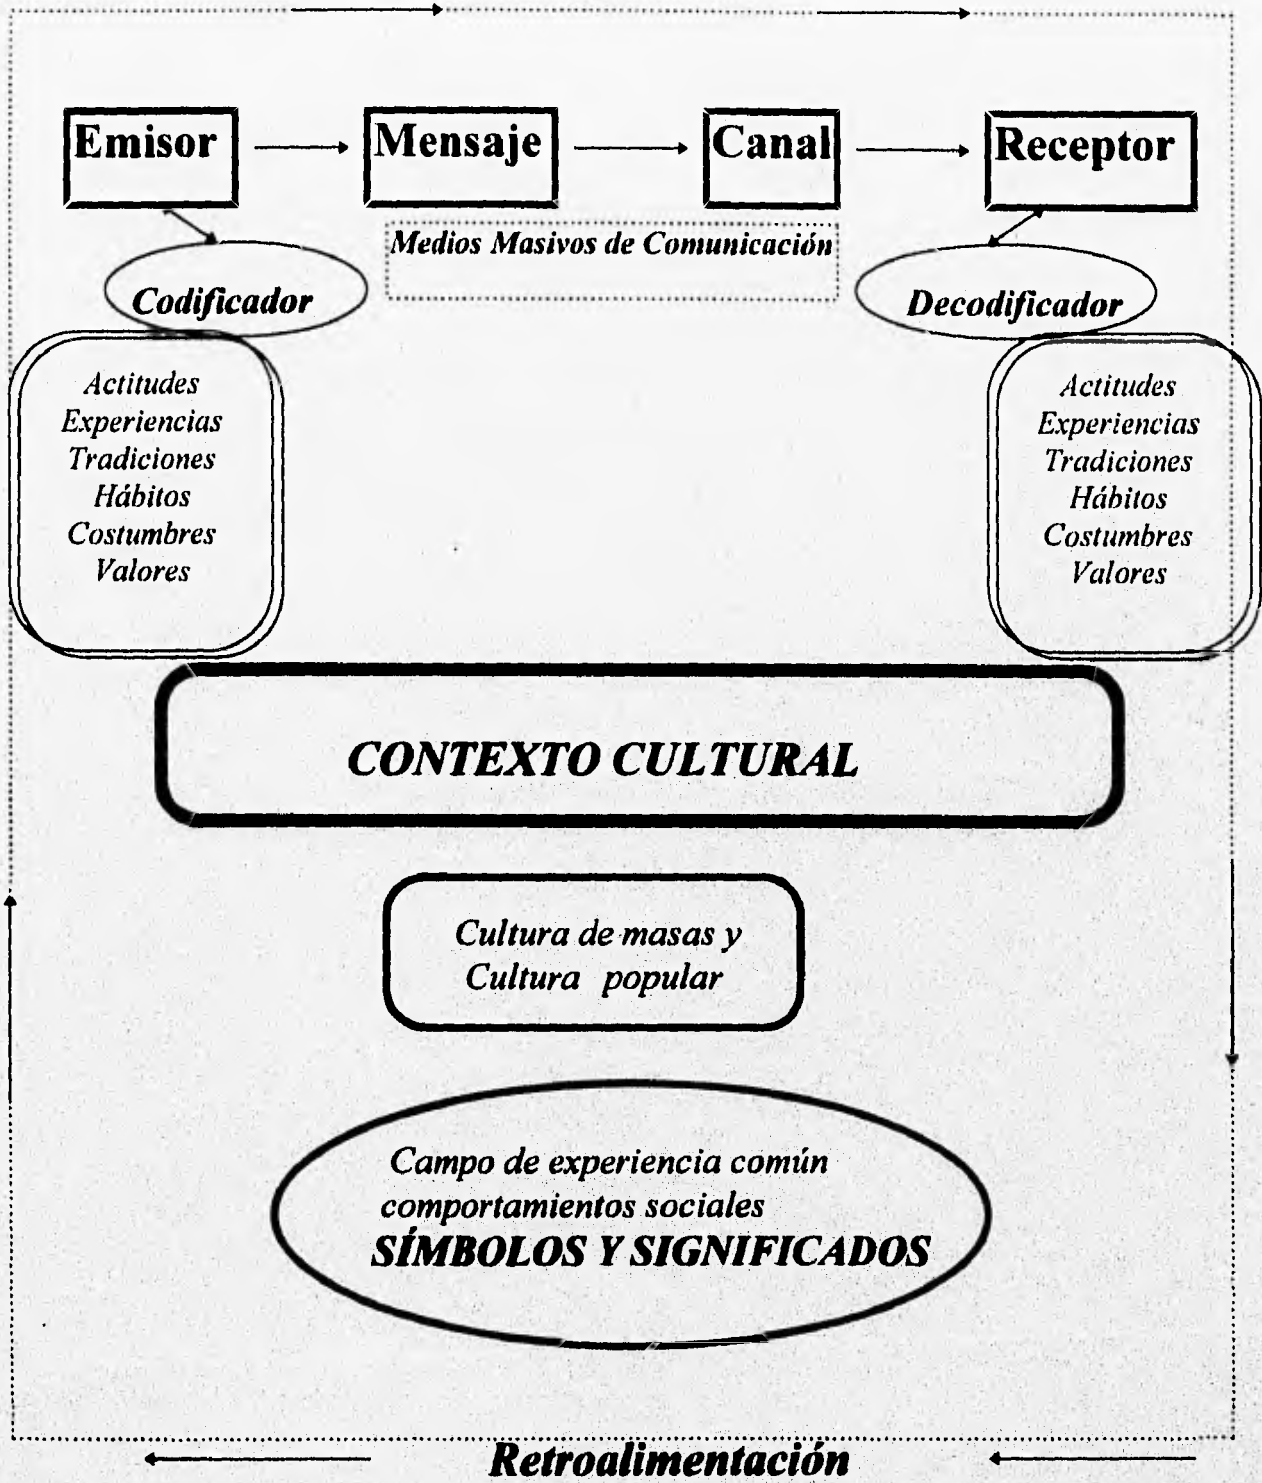 Emisor
Mensaje
Canal
Receptor
Medios Masivos de Comunicación
Codificador
Decodificador
Actitudes
Experiencias
Tradiciones
Hábitos
Costumbres
Valores
Actitudes
Experiencias
Tradiciones
Hábitos
Costumbres
Valores
CONTEXTO CULTURAL
Cultura de masas y
Cultura popular
Campo de experiencia común
comportamientos sociales
SÍMBOLOS Y SIGNIFICADOS
Retroalimentación